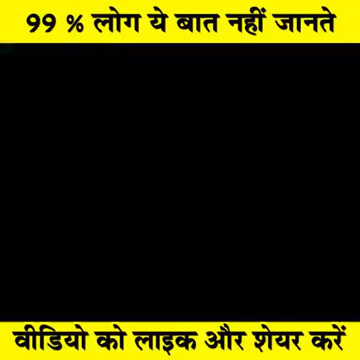 99 % लोग ये बात नहीं जानते
वीडियो को लाइक और शेयर करें